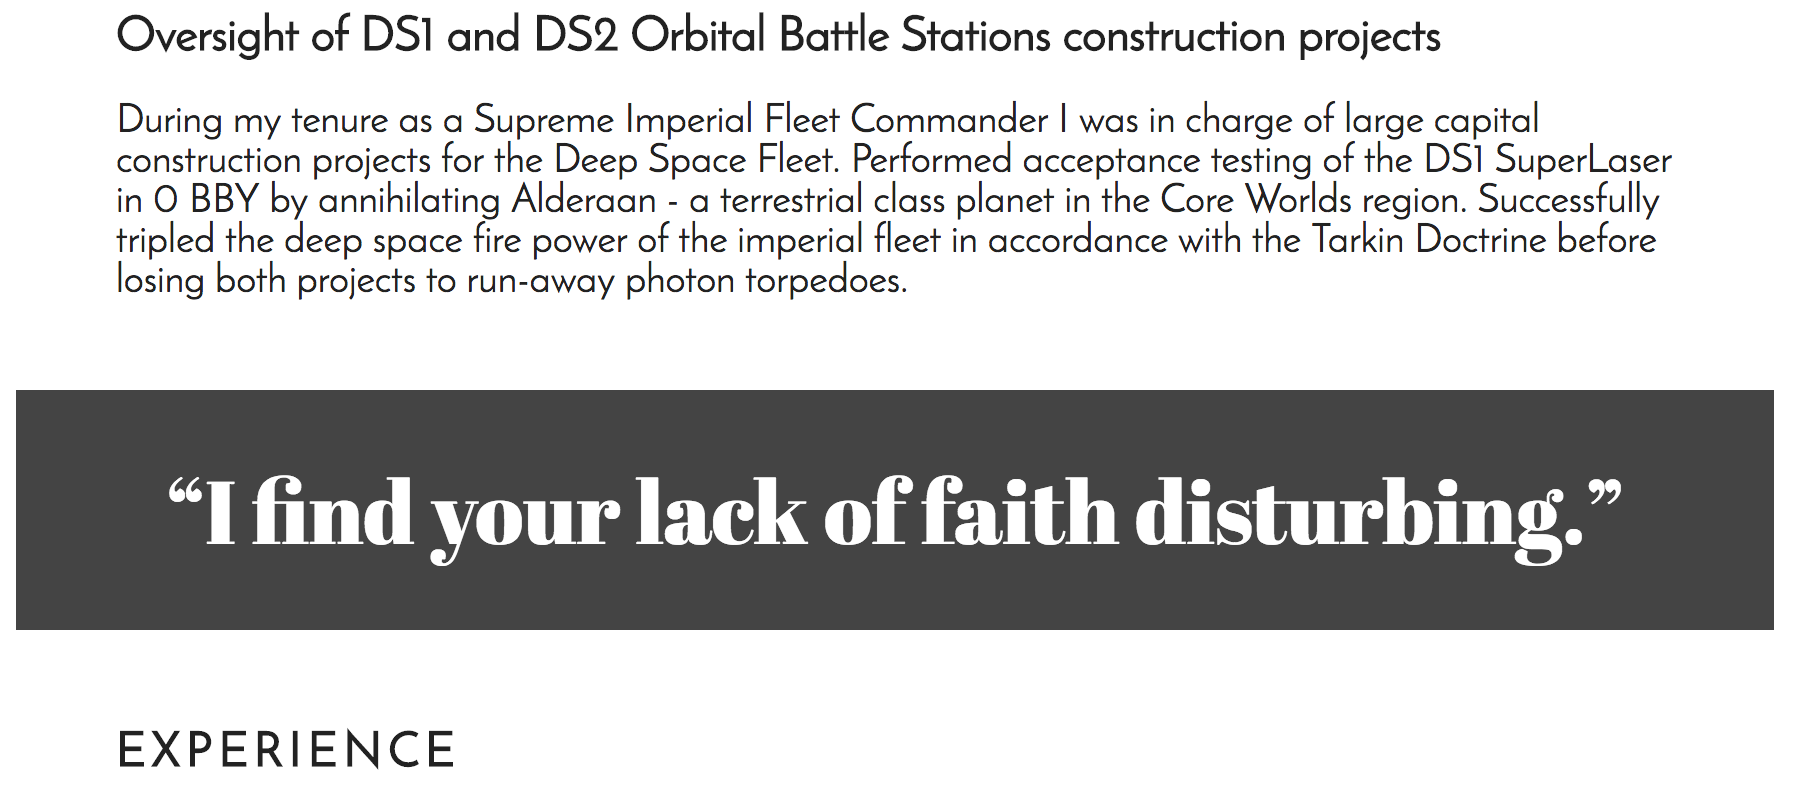 Oversight of DS1 and DS2 Orbital Battle Stations construction projects
During my tenure as a Supreme Imperial Fleet Commander I was in charge of large capital
construction projects for the Deep Space Fleet. Performed acceptance testing of the DS1 SuperLaser
in 0 BBY by annihilating Alderaan - a terrestrial class planet in the Core Worlds region. Successfully
tripled the deep space fire power of the imperial fleet in accordance with the Tarkin Doctrine before
losing both projects to run-away photon torpedoes.
“I find your lack of faith disturbing.”
EXPERIENCE